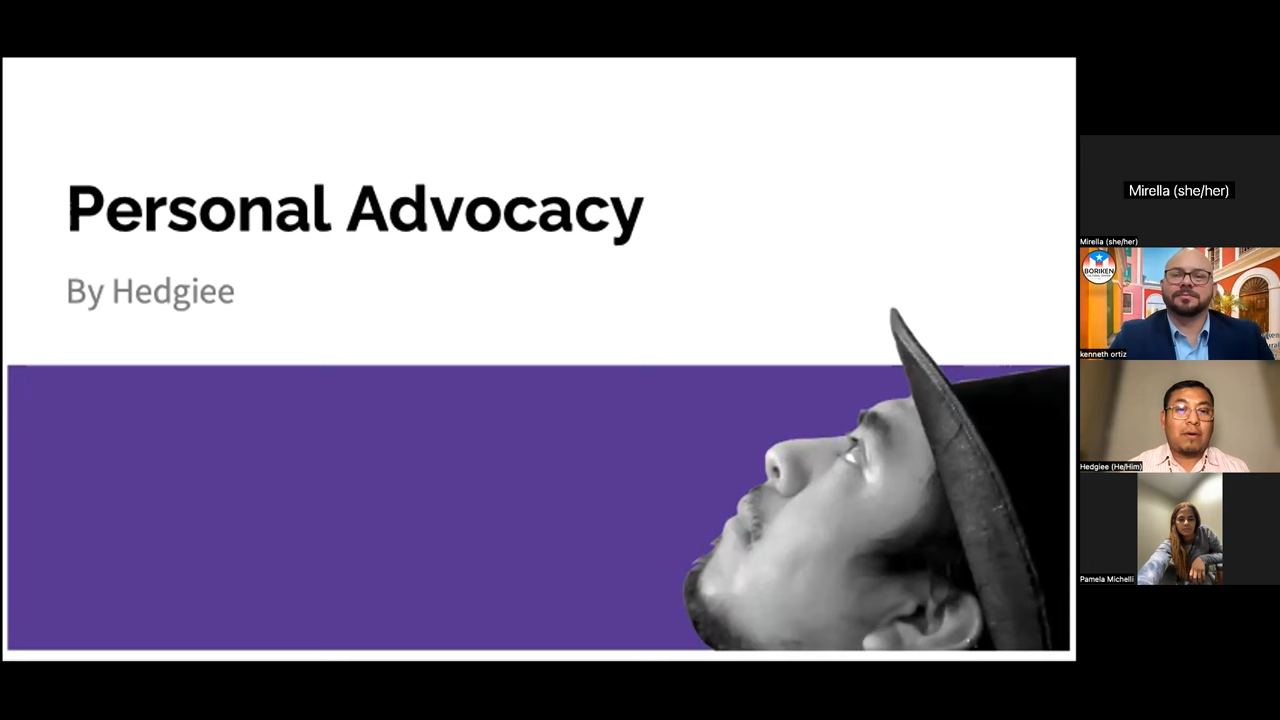 Personal Advocacy
By Hedgiee
Mirella (she/her)
Mirella (she/her)
BORIKEN
kenneth ortiz
Hedgiee (He/Him)
Pamela Michelli